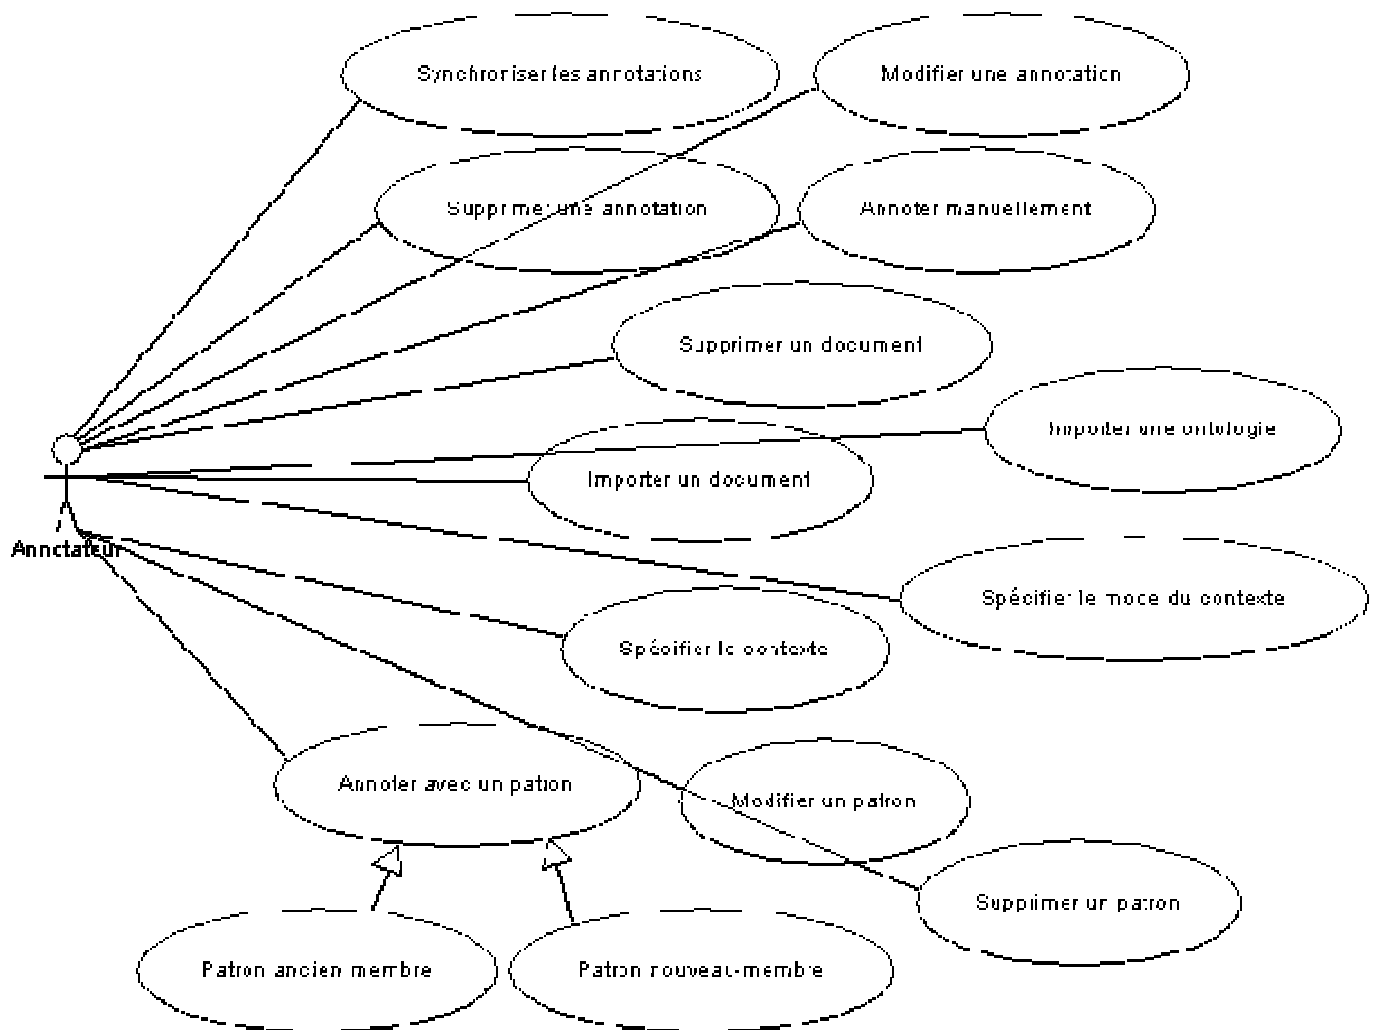 Synchroniser les annotations
Modifier une annotation
Supprimer une annotation
Annoter manuellement
Supprimer un document
Importer une ontologie
Importer un document
Annotateur
Spécifier le mode du contexte
Spécifier le contexte
Annoter avec un patron
Modifier un patron
Supprimer un patron
Patron ancien membre
Patron nouveau-membre